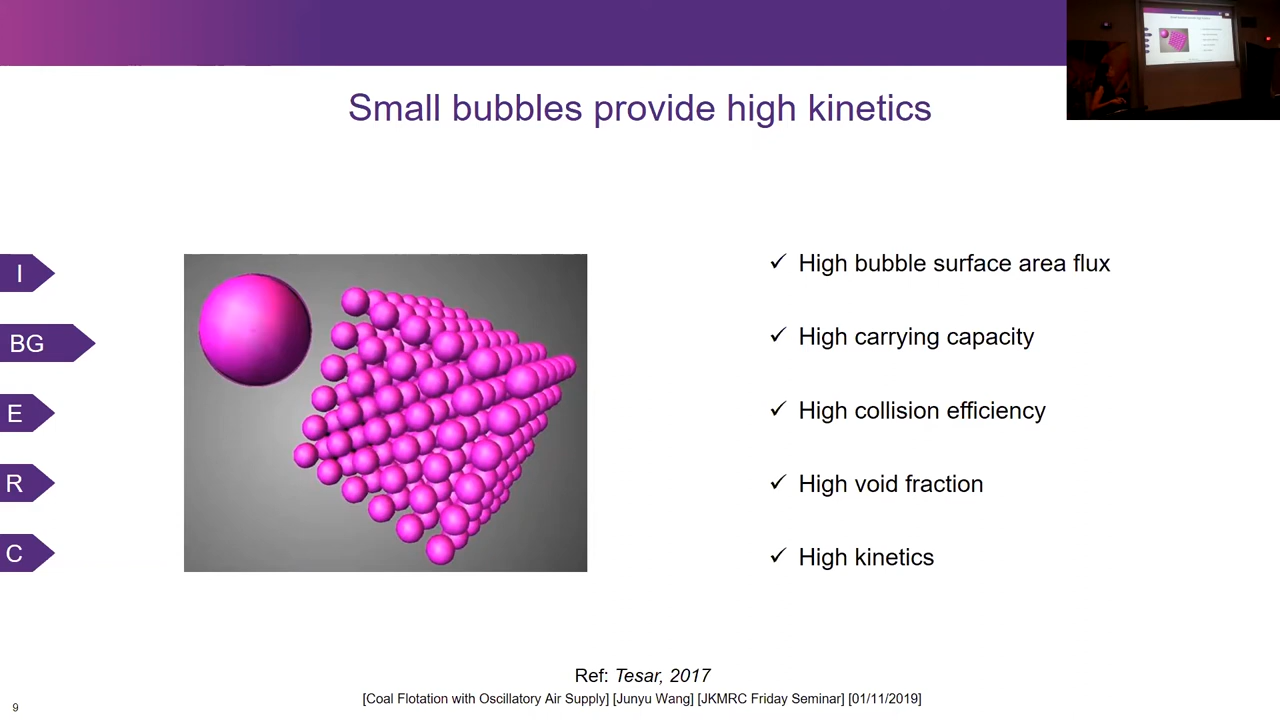 Small bubbles provide high kinetics
I
BG
E
R
C
✓ High bubble surface area flux
✓ High carrying capacity
✓ High collision efficiency
✓ High void fraction
✓ High kinetics
Ref: Tesar, 2017
[Coal Flotation with Oscillatory Air Supply] [Junyu Wang] [JKMRC Friday Seminar] [01/11/2019]
9